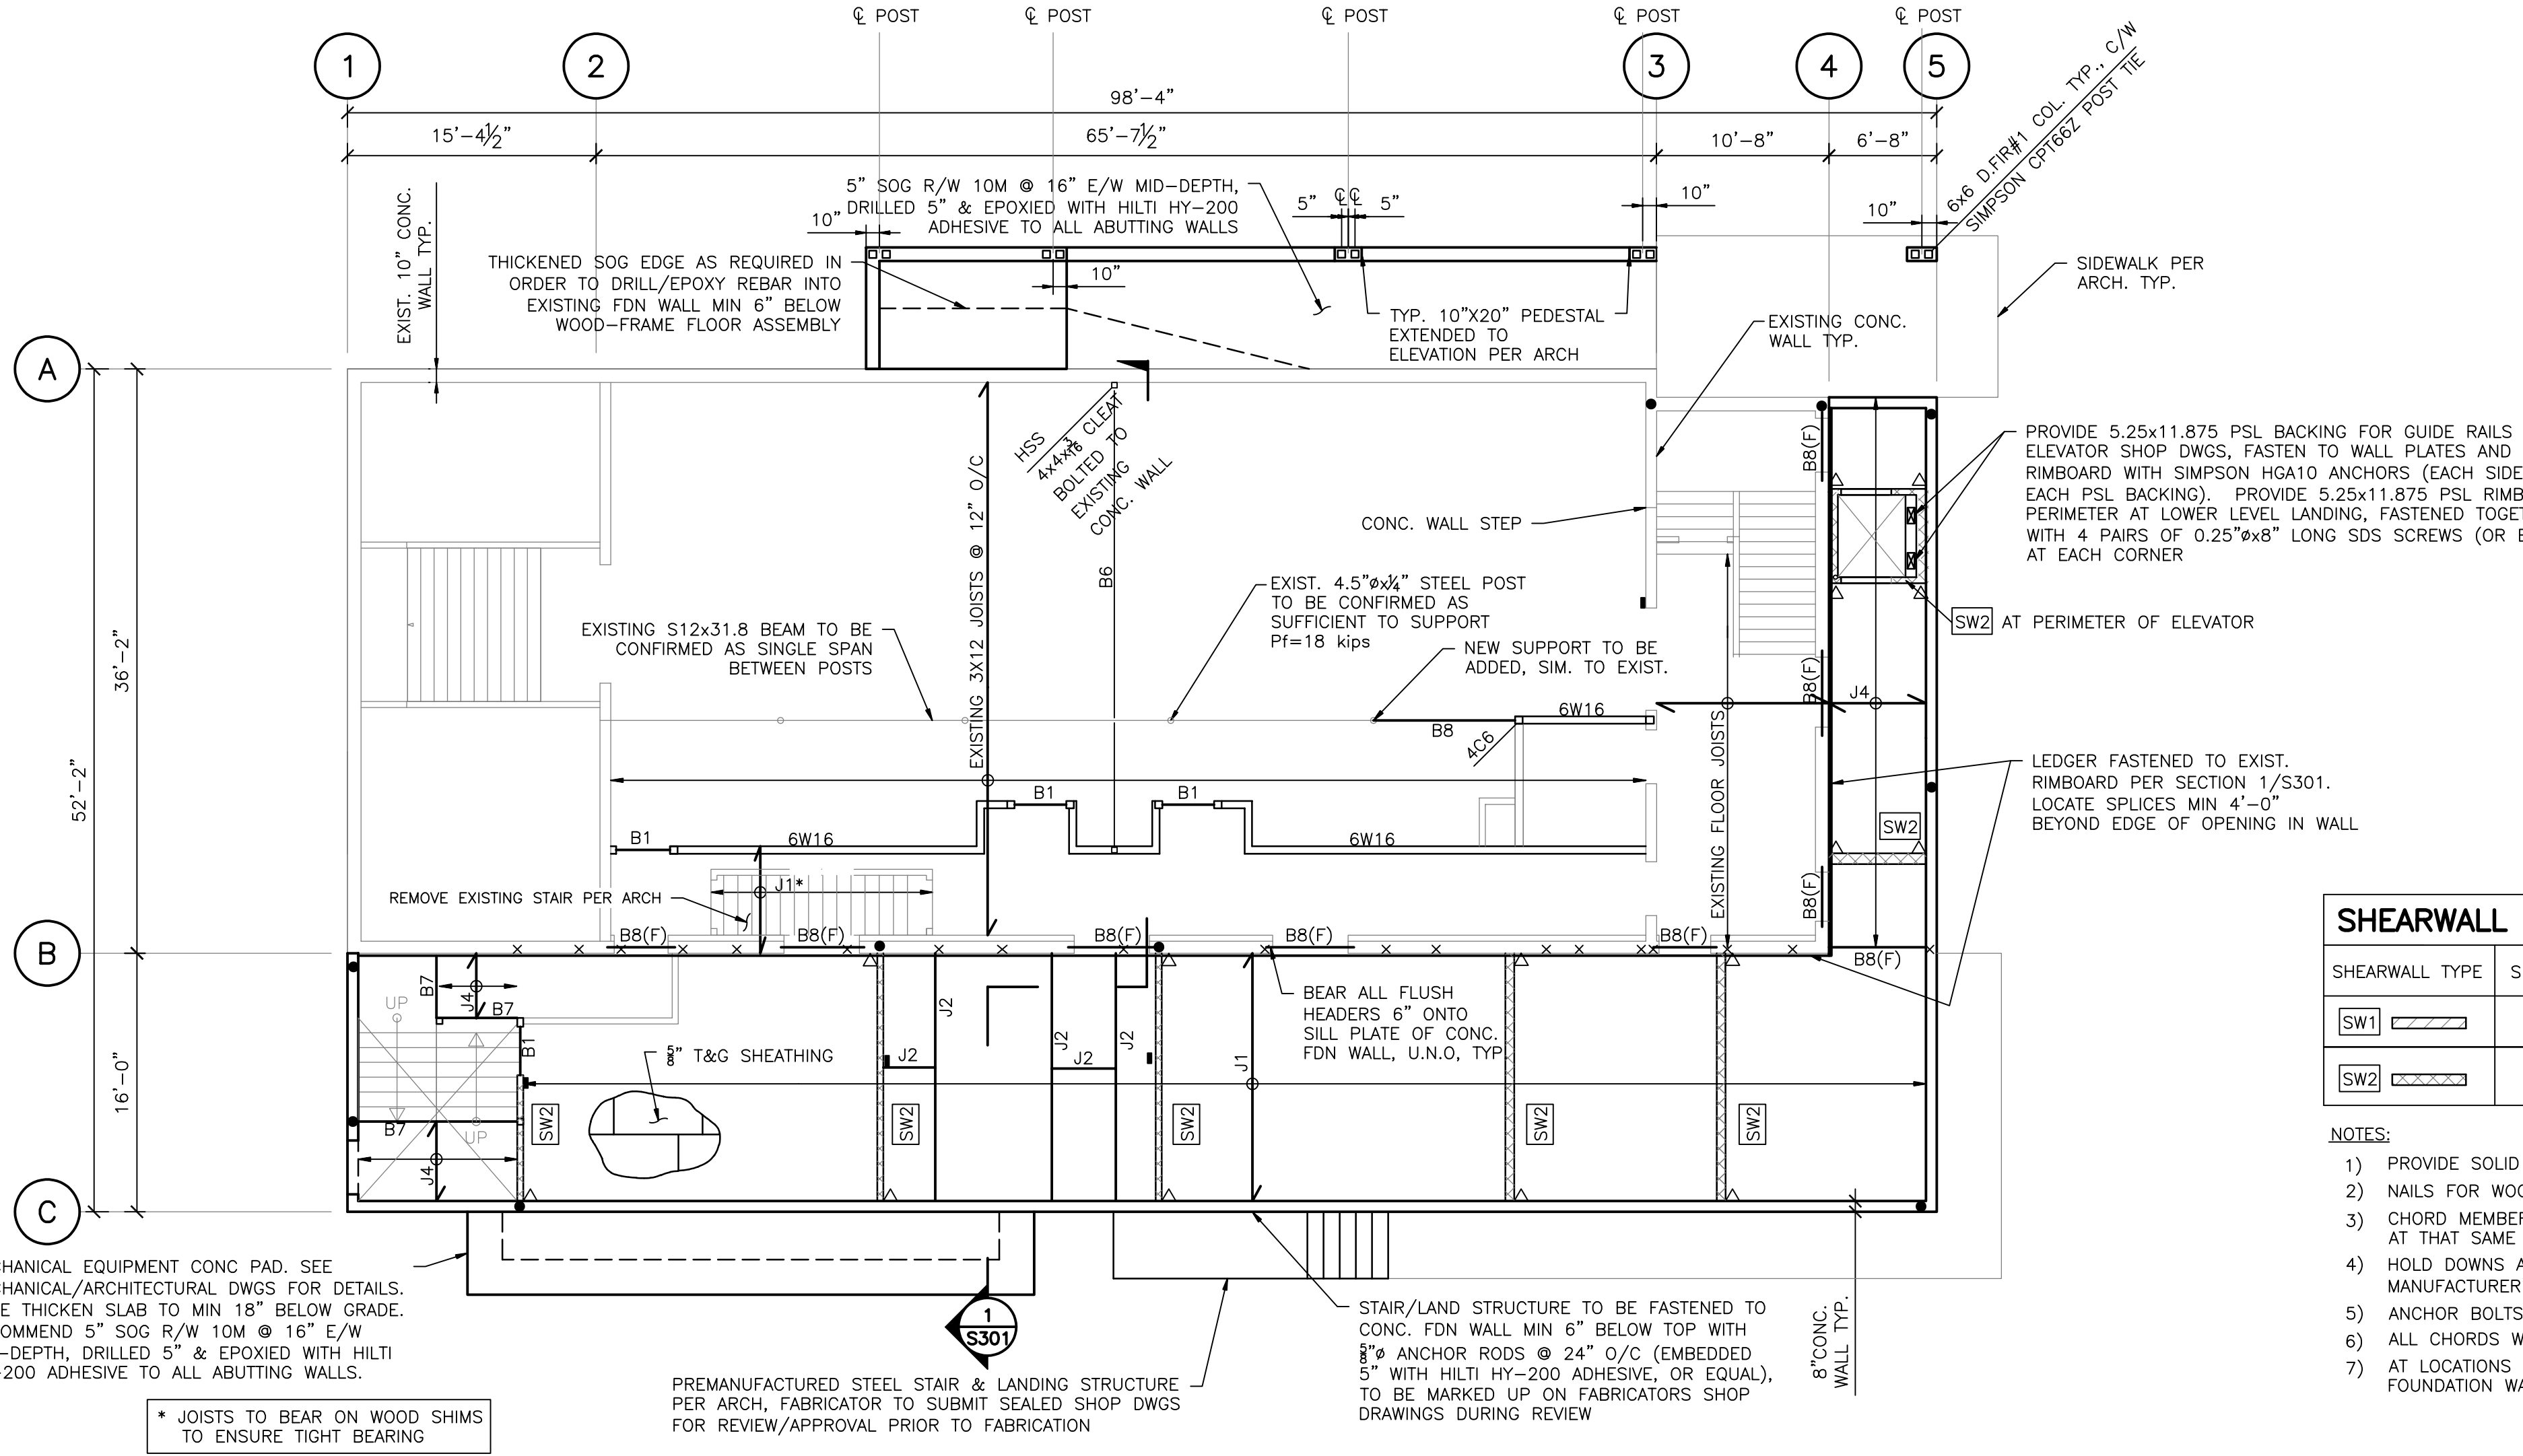 ℄ POST
℄ POST
℄ POST
℄ POST
℄ POST
1
2
3
4
5
98'-4"
15'-4½"
65'-7½"
10'-8"
6'-8"
6x6 D.FIR#1 COL. TYP., C/W
SIMPSON CPT66Z POST TIE
EXIST. 10" CONC.
WALL TYP.
5" SOG R/W 10M @ 16" E/W MID-DEPTH,
DRILLED 5" & EPOXIED WITH HILTI HY-200
ADHESIVE TO ALL ABUTTING WALLS
10"
5"
℄℄
5"
10"
10"
THICKENED SOG EDGE AS REQUIRED IN
ORDER TO DRILL/EPOXY REBAR INTO
EXISTING FDN WALL MIN 6" BELOW
WOOD-FRAME FLOOR ASSEMBLY
10"
TYP. 10"X20" PEDESTAL
EXTENDED TO
ELEVATION PER ARCH
EXISTING CONC.
WALL TYP.
SIDEWALK PER
ARCH. TYP.
A
HSS
4x4x3/16 CLEAT
BOLTED TO
EXISTING
CONC. WALL
EXISTING 3X12 JOISTS @ 12" O/C
B6
CONC. WALL STEP
B8(F)
PROVIDE 5.25x11.875 PSL BACKING FOR GUIDE RAILS
ELEVATOR SHOP DWGS, FASTEN TO WALL PLATES AND
RIMBOARD WITH SIMPSON HGA10 ANCHORS (EACH SIDE
EACH PSL BACKING). PROVIDE 5.25x11.875 PSL RIMB
PERIMETER AT LOWER LEVEL LANDING, FASTENED TOGET
WITH 4 PAIRS OF 0.25"øx8" LONG SDS SCREWS (OR E
AT EACH CORNER
EXIST. 4.5"øx¼" STEEL POST
TO BE CONFIRMED AS
SUFFICIENT TO SUPPORT
Pf=18 kips
EXISTING S12x31.8 BEAM TO BE
CONFIRMED AS SINGLE SPAN
BETWEEN POSTS
NEW SUPPORT TO BE
ADDED, SIM. TO EXIST.
SW2 AT PERIMETER OF ELEVATOR
36'-2"
52'-2"
B8(F)
J4
6W16
B8
4C6
EXISTING FLOOR JOISTS
LEDGER FASTENED TO EXIST.
RIMBOARD PER SECTION 1/S301.
LOCATE SPLICES MIN 4'-0"
BEYOND EDGE OF OPENING IN WALL
B1
B1
B1
6W16
6W16
SW2
J1*
REMOVE EXISTING STAIR PER ARCH
B8(F)
B8(F)
B8(F)
B8(F)
B8(F)
B8(F)
B8(F)
B
SHEARWALL
SHEARWALL TYPE
S
SW1
SW2
B7
J4
B7
UP
B1
J2
J2
J2
J2
J2
J1
BEAR ALL FLUSH
HEADERS 6" ONTO
SILL PLATE OF CONC.
FDN WALL, U.N.O, TYP
⅝" T&G SHEATHING
16'-0"
B7
UP
J4
SW2
SW2
SW2
SW2
SW2
C
NOTES:
1) PROVIDE SOLID
2) NAILS FOR WOO
3) CHORD MEMBER
AT THAT SAME
4) HOLD DOWNS A
MANUFACTURER
5) ANCHOR BOLTS
6) ALL CHORDS W
7) AT LOCATIONS
FOUNDATION WA
CHANICAL EQUIPMENT CONC PAD. SEE
CHANICAL/ARCHITECTURAL DWGS FOR DETAILS.
E THICKEN SLAB TO MIN 18" BELOW GRADE.
OMMEND 5" SOG R/W 10M @ 16" E/W
-DEPTH, DRILLED 5" & EPOXIED WITH HILTI
-200 ADHESIVE TO ALL ABUTTING WALLS.
1
S301
STAIR/LAND STRUCTURE TO BE FASTENED TO
CONC. FDN WALL MIN 6" BELOW TOP WITH
⅝"ø ANCHOR RODS @ 24" O/C (EMBEDDED
5" WITH HILTI HY-200 ADHESIVE, OR EQUAL),
TO BE MARKED UP ON FABRICATORS SHOP
DRAWINGS DURING REVIEW
8"CONC.
WALL TYP.
PREMANUFACTURED STEEL STAIR & LANDING STRUCTURE
PER ARCH, FABRICATOR TO SUBMIT SEALED SHOP DWGS
FOR REVIEW/APPROVAL PRIOR TO FABRICATION
* JOISTS TO BEAR ON WOOD SHIMS
TO ENSURE TIGHT BEARING